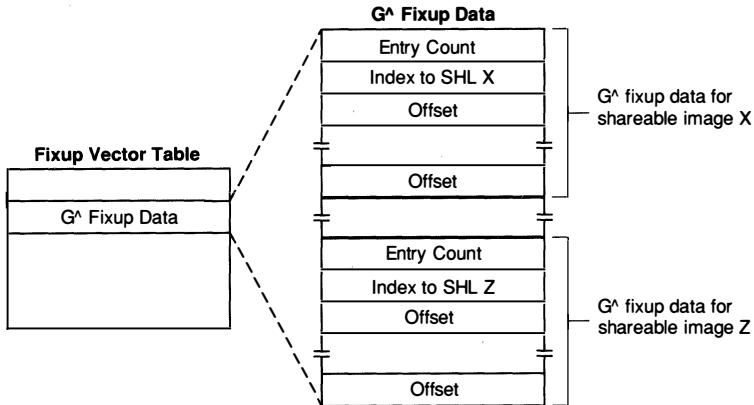 G^ Fixup Data
Entry Count
Index to SHL X
Offset
Offset
G^ fixup data for
shareable image X
Fixup Vector Table
G^ Fixup Data
Entry Count
Index to SHL Z
Offset
Offset
G^ fixup data for
shareable image Z